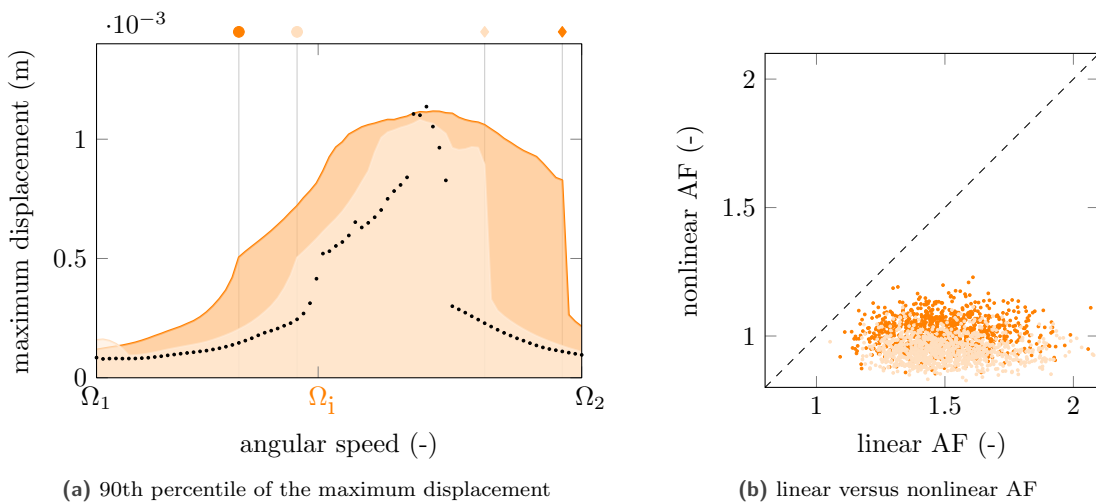 ·10⁻³
maximum displacement (m)
1
0.5
0
Ω₁
Ωᵢ
Ω₂
angular speed (-)
(a) 90th percentile of the maximum displacement
nonlinear AF (-)
2
1.5
1
1
1.5
2
linear AF (-)
(b) linear versus nonlinear AF